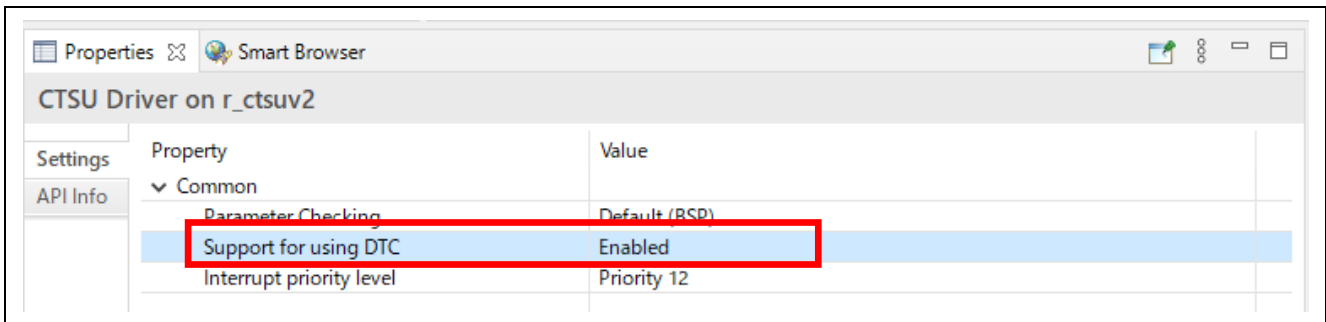 Properties Smart Browser
CTSU Driver on r_ctsuv2
Settings
API Info
Property Value
Common
Parameter Checking Default (BSP)
Support for using DTC Enabled
Interrupt priority level Priority 12